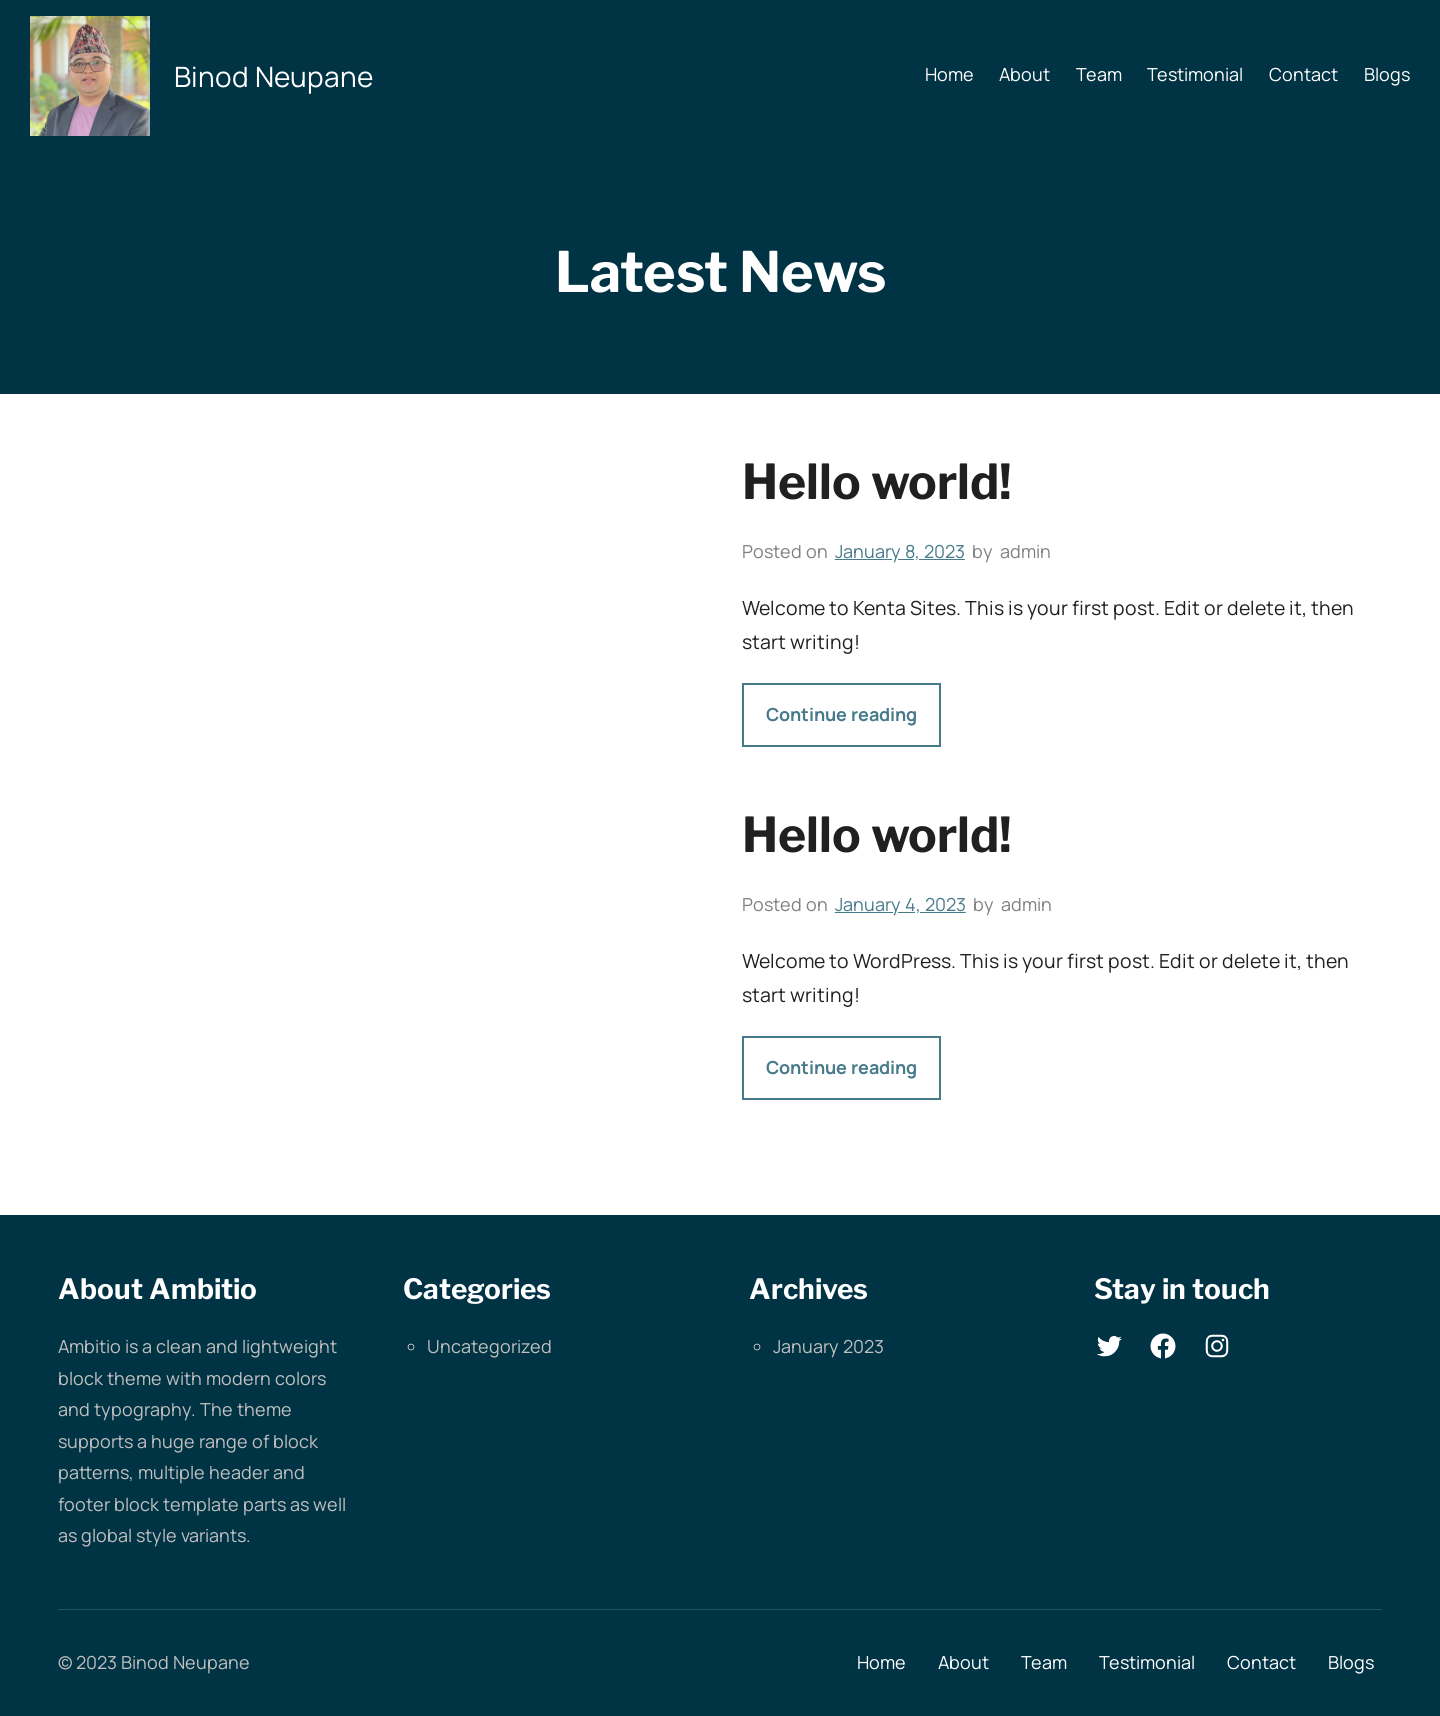 Binod Neupane
Home About Team Testimonial Contact Blogs
Latest News
Hello world!
Posted on January 8, 2023 by admin
Welcome to Kenta Sites. This is your first post. Edit or delete it, then
start writing!
Continue reading
Hello world!
Posted on January 4, 2023 by admin
Welcome to WordPress. This is your first post. Edit or delete it, then
start writing!
Continue reading
About Ambitio
Ambitio is a clean and lightweight
block theme with modern colors
and typography. The theme
supports a huge range of block
patterns, multiple header and
footer block template parts as well
as global style variants.
Categories
Uncategorized
Archives
January 2023
Stay in touch
© 2023 Binod Neupane
Home About Team Testimonial Contact Blogs